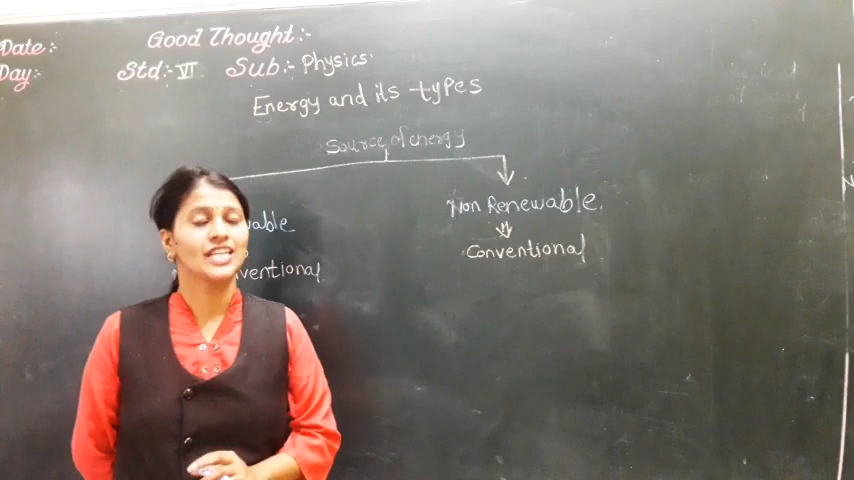 Date:- Good Thought:-
Day:- Std:- VI Sub:- Physics
Energy and its types
Source of energy
vable Non Renewable.
ventional Conventional